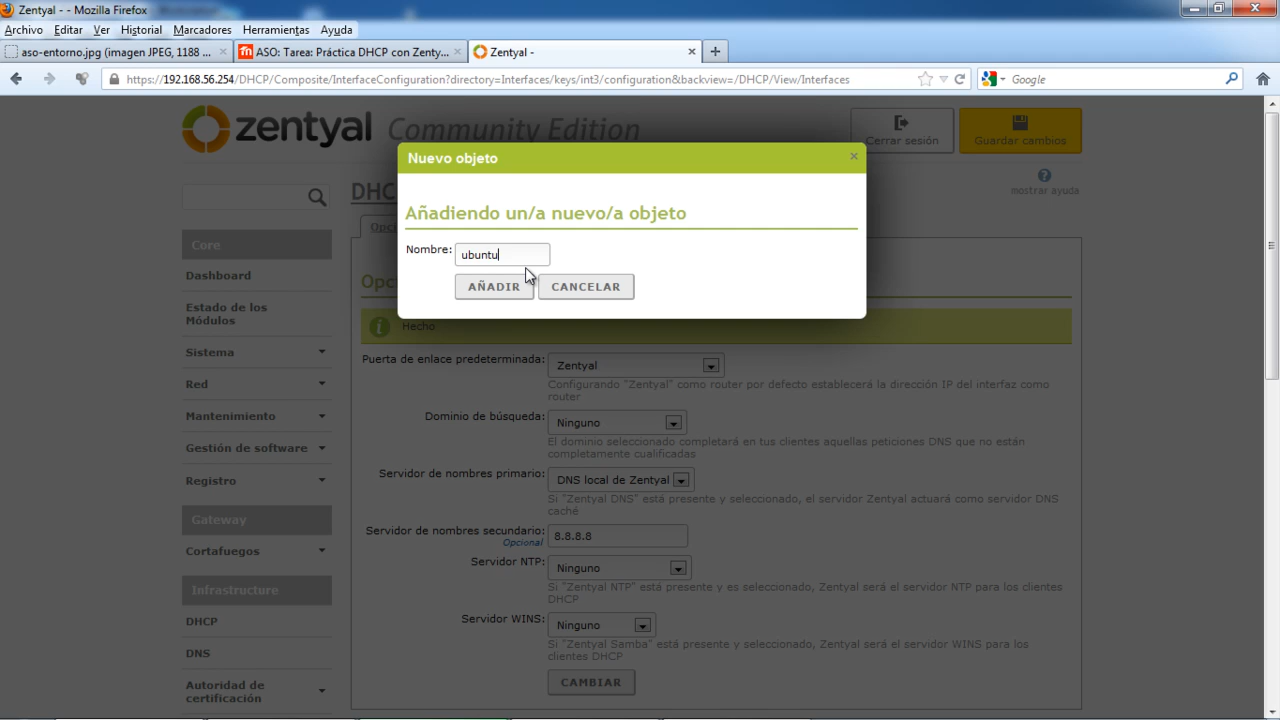 Zentyal - - Mozilla Firefox
Archivo Editar Ver Historial Marcadores Herramientas Ayuda
aso-entorno.jpg (imagen JPEG, 1188 ...
ASO: Tarea: Práctica DHCP con Zenty...
Zentyal -
https://192.168.56.254/DHCP/Composite/InterfaceConfiguration?directory=Interfaces/keys/int3/configuration&backview=/DHCP/View/Interfaces
Google
zentyal Community Edition
Cerrar sesión
Guardar cambios
Nuevo objeto
DHC
mostrar ayuda
Añadiendo un/a nuevo/a objeto
Opc
Nombre: ubuntu
AÑADIR CANCELAR
Core
Dashboard
Estado de los
Módulos
Sistema
Red
Mantenimiento
Gestión de software
Registro
Gateway
Cortafuegos
Infrastructure
DHCP
DNS
Autoridad de
certificación
Opc
Hecho
Puerta de enlace predeterminada: Zentyal
Configurando "Zentyal" como router por defecto establecerá la dirección IP del interfaz como
router
Dominio de búsqueda: Ninguno
El dominio seleccionado completará en tus clientes aquellas peticiones DNS que no están
completamente cualificadas
Servidor de nombres primario: DNS local de Zentyal
Si "Zentyal DNS" está presente y seleccionado, el servidor Zentyal actuará como servidor DNS
caché
Servidor de nombres secundario: 8.8.8.8
Opcional
Servidor NTP: Ninguno
Si "Zentyal NTP" está presente y es seleccionado, Zentyal será el servidor NTP para los clientes
DHCP
Servidor WINS: Ninguno
Si "Zentyal Samba" está presente y seleccionado, Zentyal será el servidor WINS para los
clientes DHCP
CAMBIAR